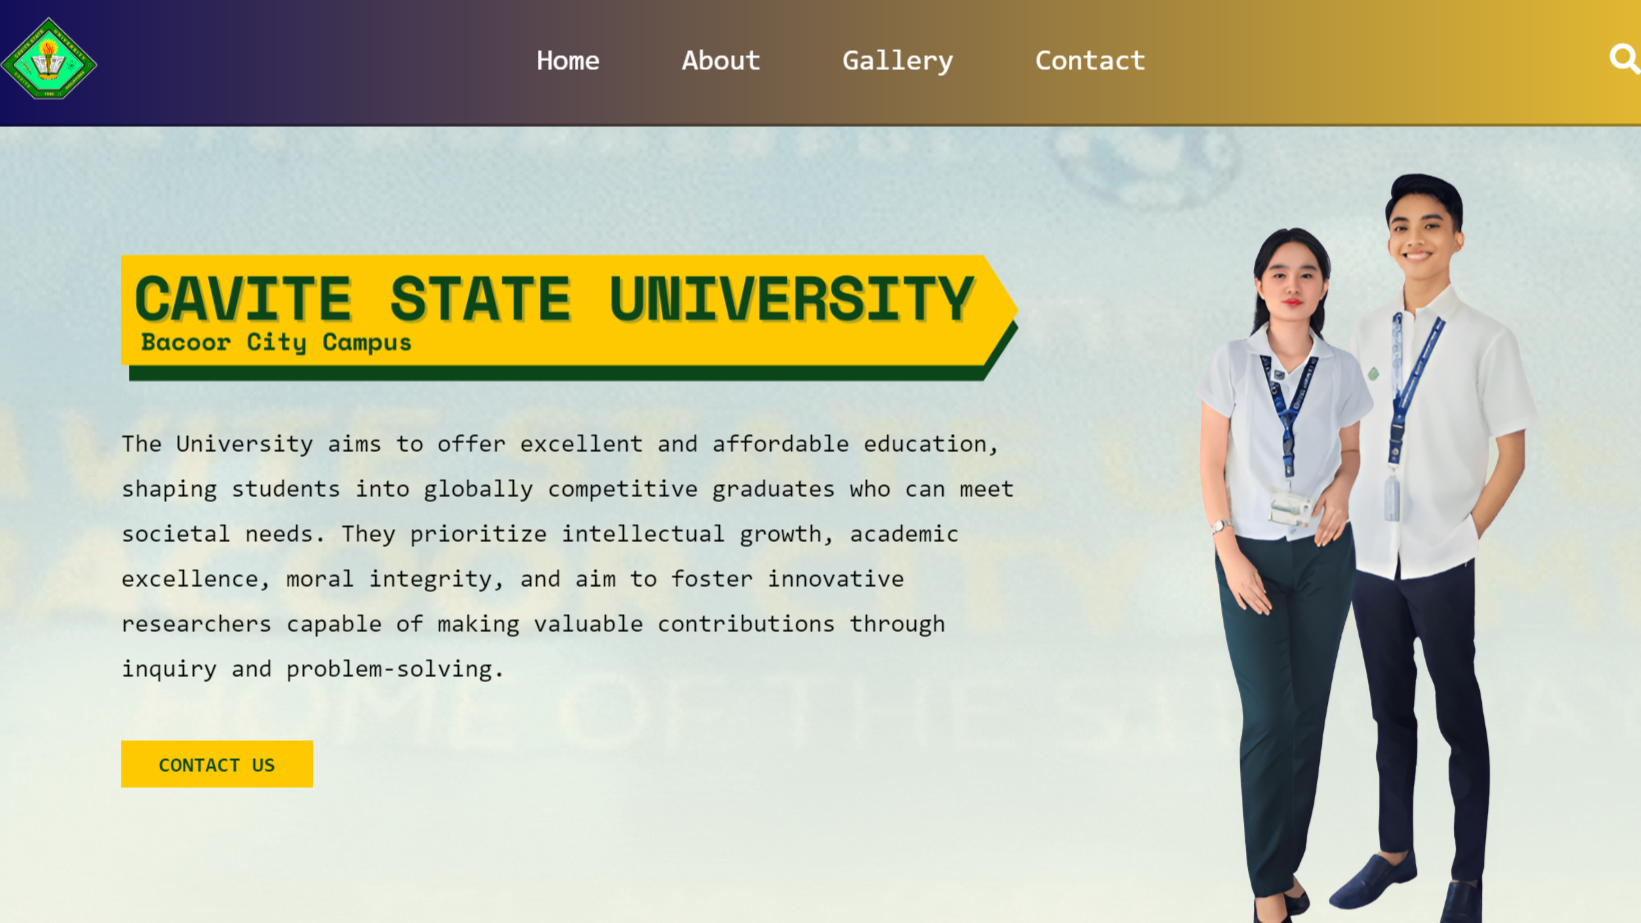 Home About Gallery Contact
CAVITE STATE UNIVERSITY
Bacoor City Campus
The University aims to offer excellent and affordable education,
shaping students into globally competitive graduates who can meet
societal needs. They prioritize intellectual growth, academic
excellence, moral integrity, and aim to foster innovative
researchers capable of making valuable contributions through
inquiry and problem-solving.
CONTACT US